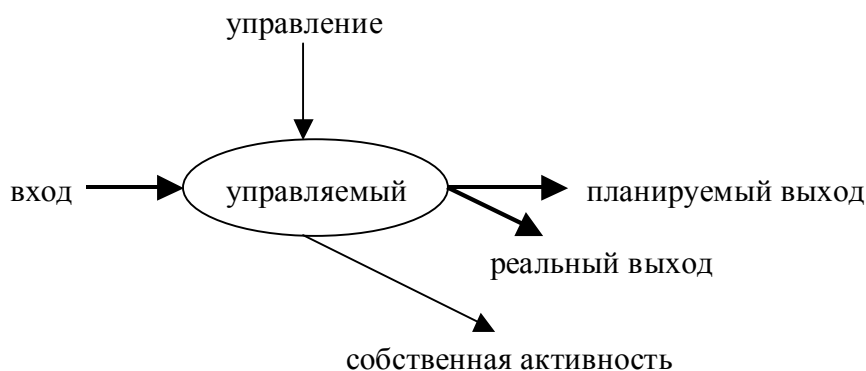 управление
вход
управляемый
планируемый выход
реальный выход
собственная активность